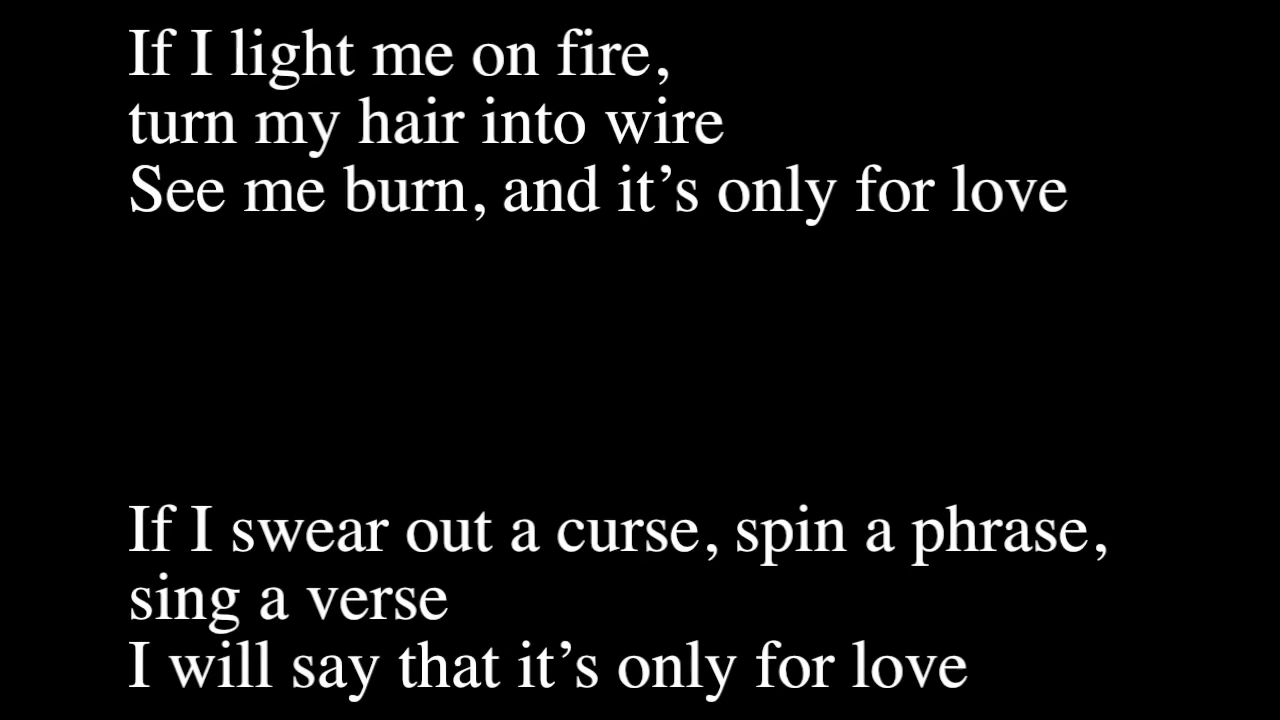 If I light me on fire,
turn my hair into wire
See me burn, and it’s only for love
If I swear out a curse, spin a phrase,
sing a verse
I will say that it’s only for love